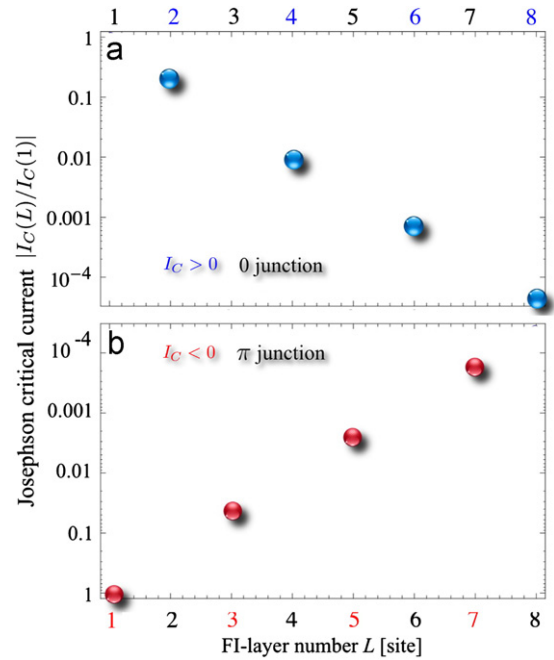 1 2 3 4 5 6 7 8
a
1
0.1
0.01
0.001
10⁻⁴
I_C > 0 0 junction
Josephson critical current |I_C(L)/I_C(1)|
b
I_C < 0 π junction
10⁻⁴
0.001
0.01
0.1
1
1 2 3 4 5 6 7 8
FI-layer number L [site]